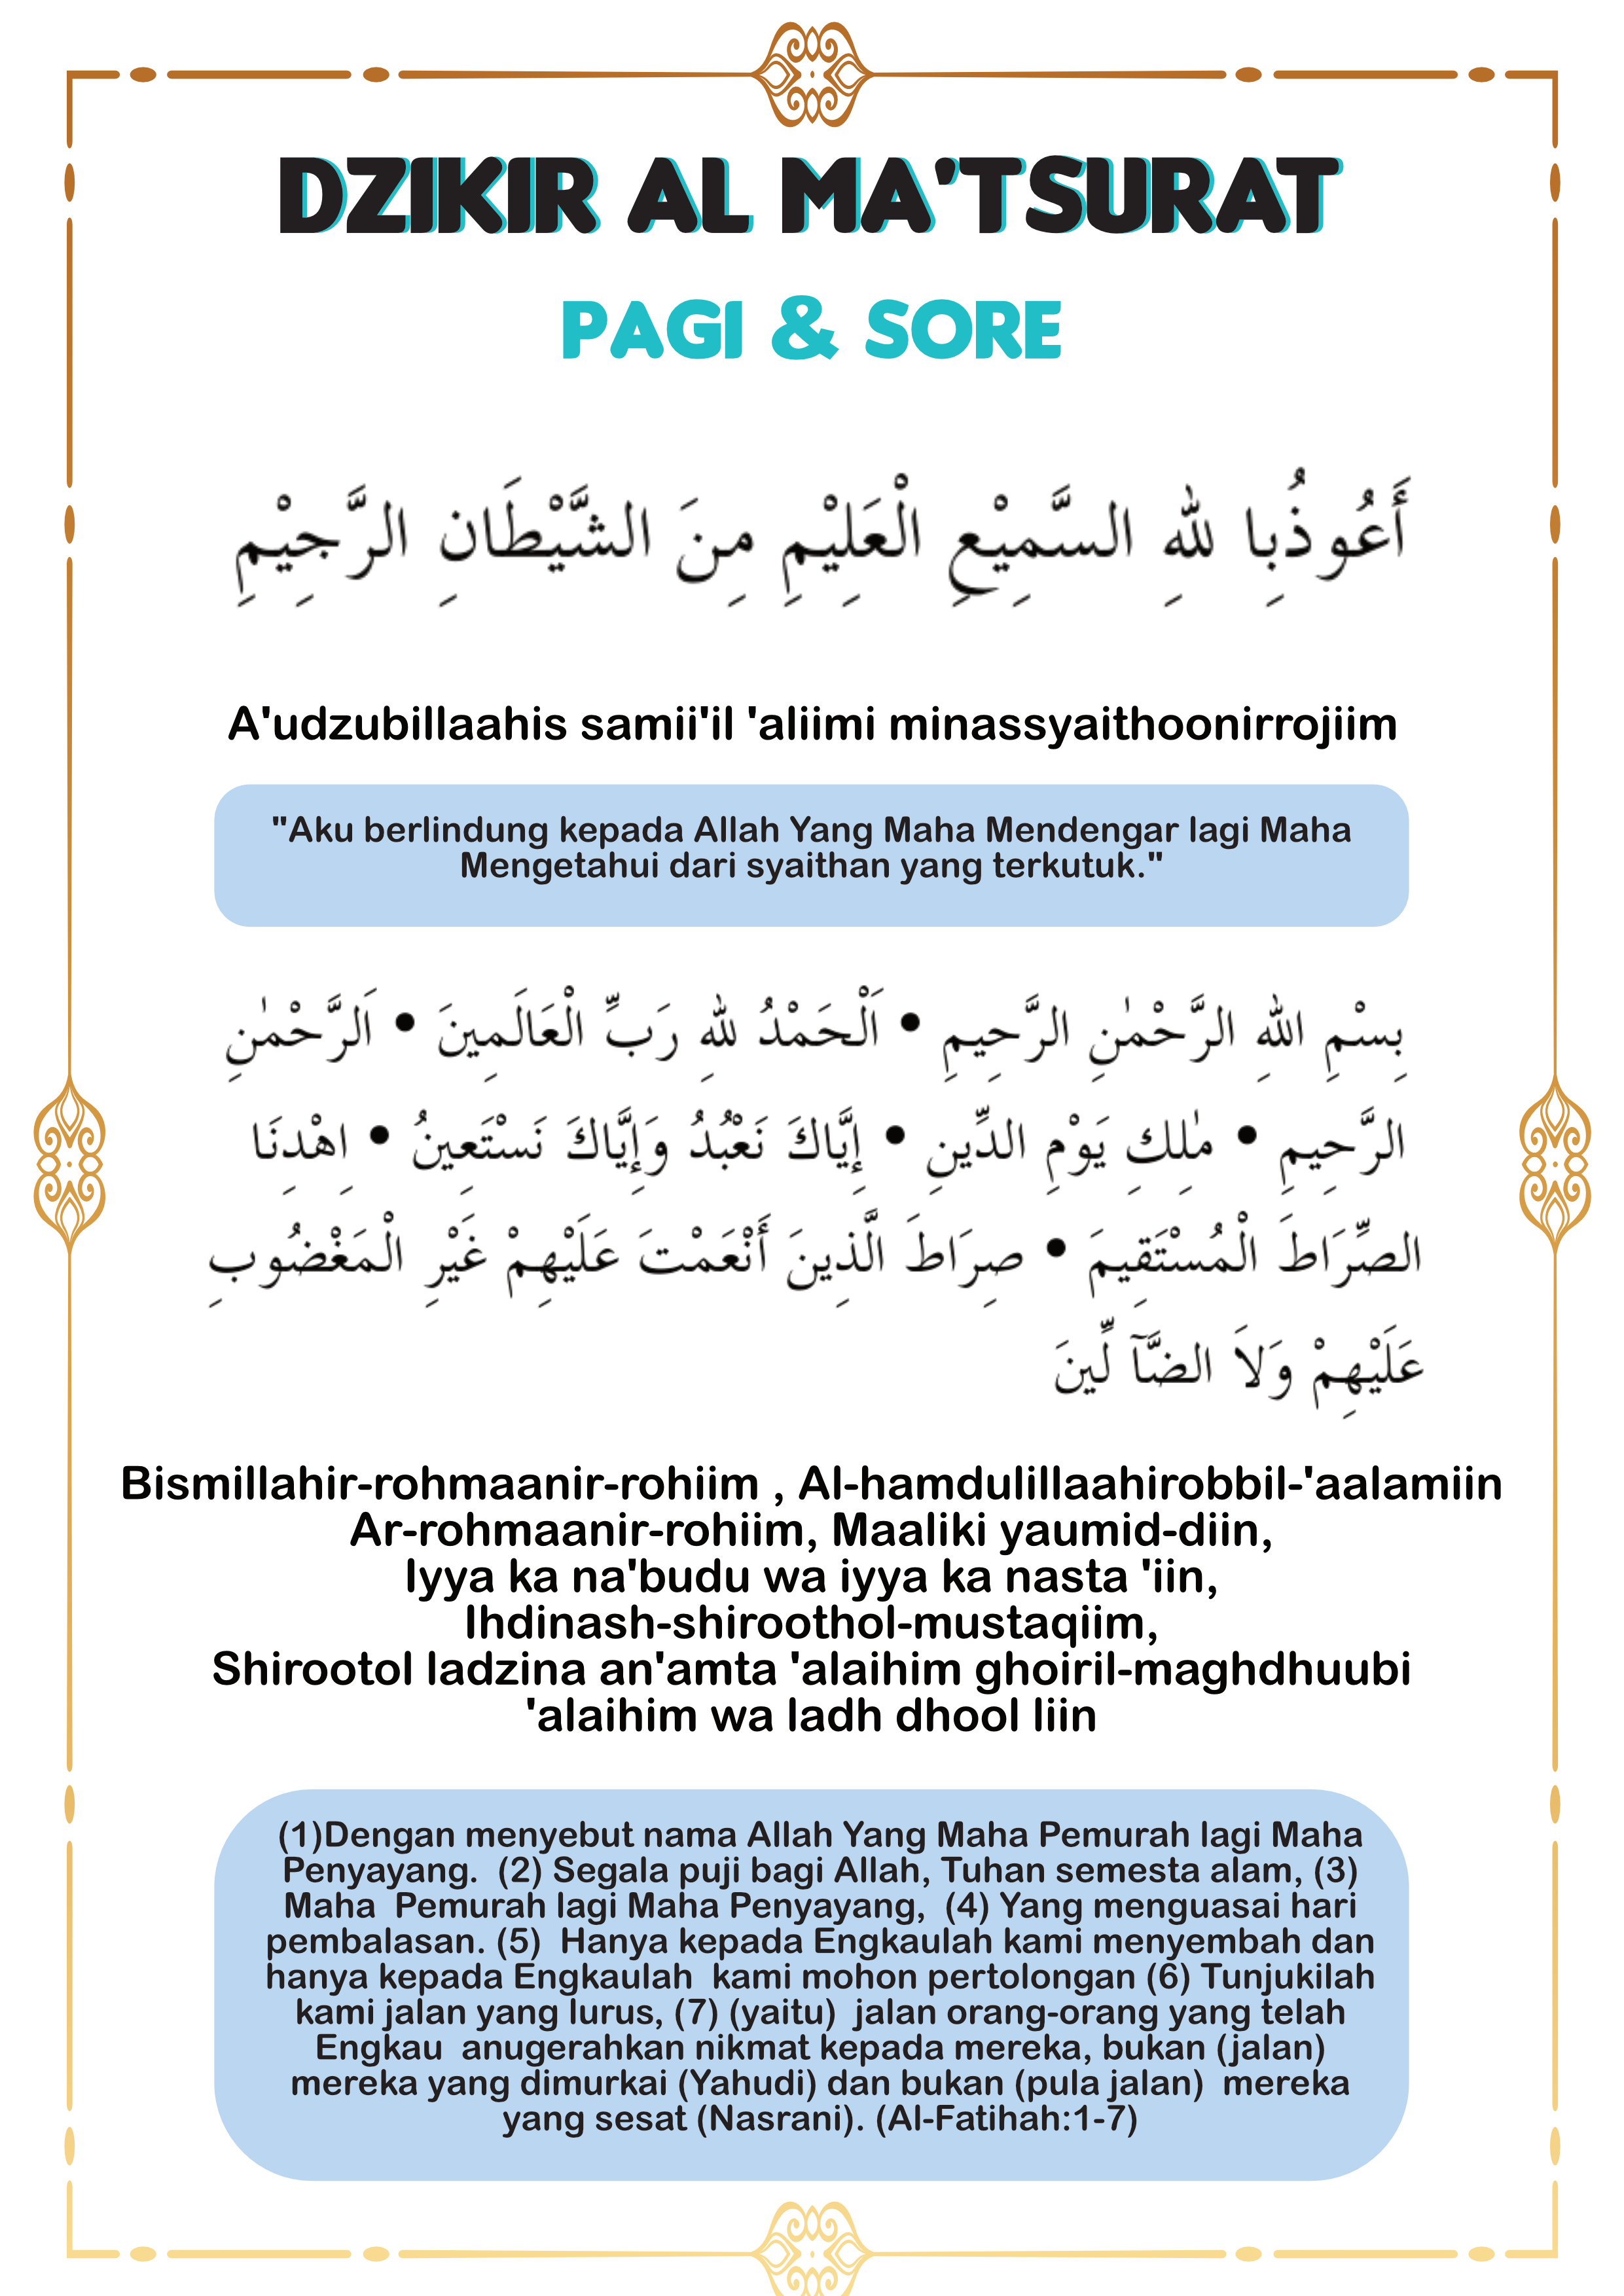 DZIKIR AL MA'TSURAT
PAGI & SORE
أَعُوذُبِا للهِ السَّمِيْعِ الْعَلِيْمِ مِنَ الشَّيْطَانِ الرَّجِيْمِ
A'udzubillaahis samii'il 'aliimi minassyaithoonirrojiim
"Aku berlindung kepada Allah Yang Maha Mendengar lagi Maha
Mengetahui dari syaithan yang terkutuk."
بِسْمِ اللهِ الرَّحْمٰنِ الرَّحِيمِ • اَلْحَمْدُ للهِ رَبِّ الْعَالَمِينَ • اَلرَّحْمٰنِ
الرَّحِيمِ • مٰلِكِ يَوْمِ الدِّينِ • إِيَّاكَ نَعْبُدُ وَإِيَّاكَ نَسْتَعِينُ • اِهْدِنَا
الصِّرَاطَ الْمُسْتَقِيمَ • صِرَاطَ الَّذِينَ أَنْعَمْتَ عَلَيْهِمْ غَيْرِ الْمَغْضُوبِ
عَلَيْهِمْ وَلاَ الضَّآ لِّينَ
Bismillahir-rohmaanir-rohiim , Al-hamdulillaahirobbil-'aalamiin
Ar-rohmaanir-rohiim, Maaliki yaumid-diin,
Iyya ka na'budu wa iyya ka nasta 'iin,
Ihdinash-shiroothol-mustaqiim,
Shirootol ladzina an'amta 'alaihim ghoiril-maghdhuubi
'alaihim wa ladh dhool liin
(1)Dengan menyebut nama Allah Yang Maha Pemurah lagi Maha
Penyayang. (2) Segala puji bagi Allah, Tuhan semesta alam, (3)
Maha Pemurah lagi Maha Penyayang, (4) Yang menguasai hari
pembalasan. (5) Hanya kepada Engkaulah kami menyembah dan
hanya kepada Engkaulah kami mohon pertolongan (6) Tunjukilah
kami jalan yang lurus, (7) (yaitu) jalan orang-orang yang telah
Engkau anugerahkan nikmat kepada mereka, bukan (jalan)
mereka yang dimurkai (Yahudi) dan bukan (pula jalan) mereka
yang sesat (Nasrani). (Al-Fatihah:1-7)